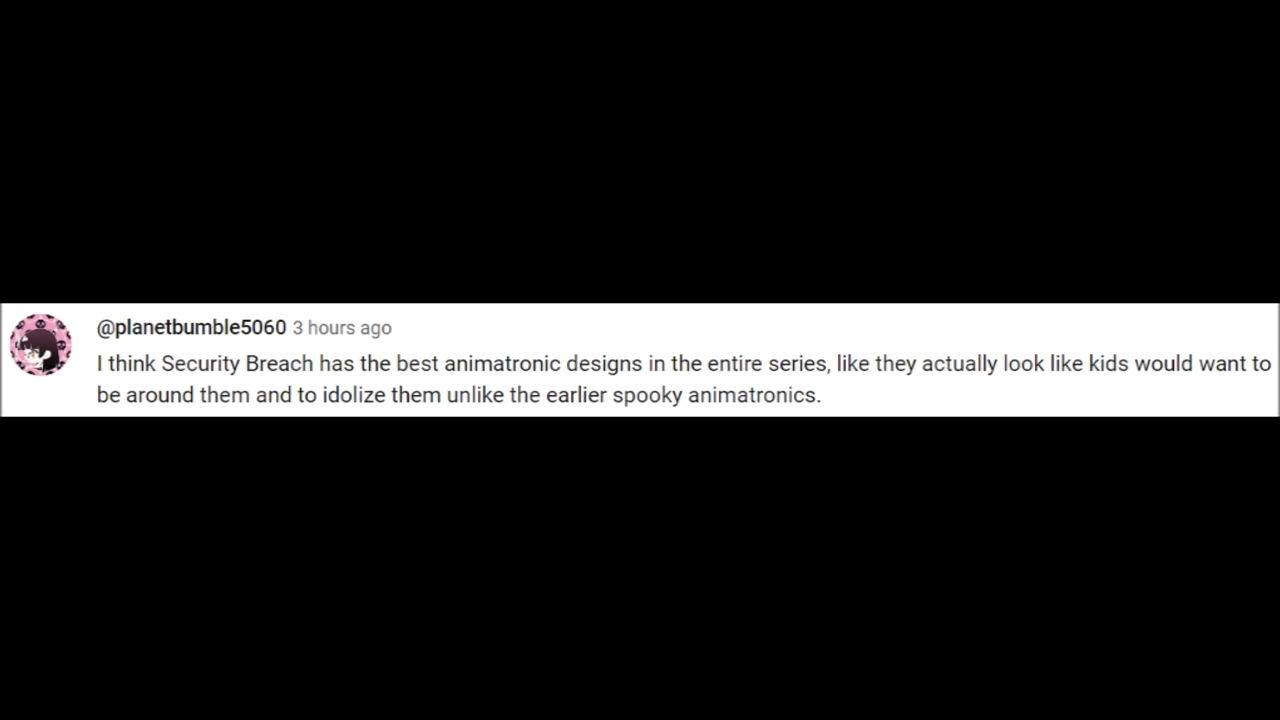 @planetbumble5060 3 hours ago
I think Security Breach has the best animatronic designs in the entire series, like they actually look like kids would want to
be around them and to idolize them unlike the earlier spooky animatronics.